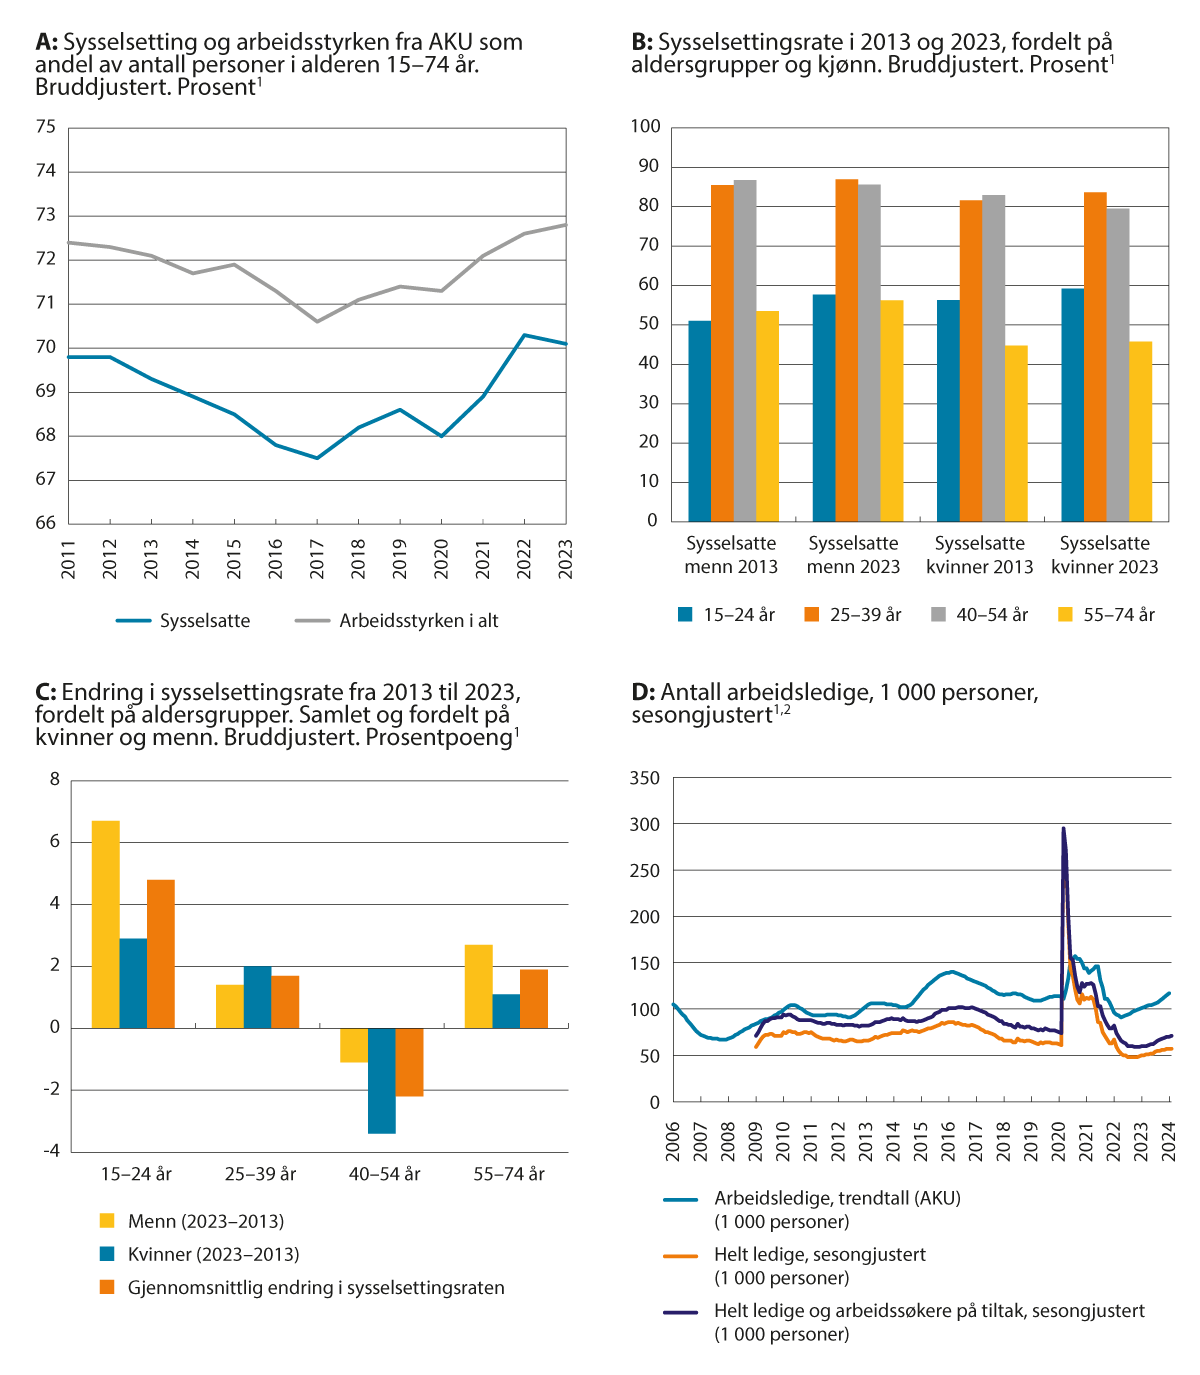 A: Sysselsetting og arbeidsstyrken fra AKU som
andel av antall personer i alderen 15–74 år.
Bruddjustert. Prosent¹
75
74
73
72
71
70
69
68
67
66
2011
2012
2013
2014
2015
2016
2017
2018
2019
2020
2021
2022
2023
Sysselsatte
Arbeidsstyrken i alt
B: Sysselsettingsrate i 2013 og 2023, fordelt på
aldersgrupper og kjønn. Bruddjustert. Prosent¹
100
90
80
70
60
50
40
30
20
10
0
Sysselsatte
menn 2013
Sysselsatte
menn 2023
Sysselsatte
kvinner 2013
Sysselsatte
kvinner 2023
15–24 år
25–39 år
40–54 år
55–74 år
C: Endring i sysselsettingsrate fra 2013 til 2023,
fordelt på aldersgrupper. Samlet og fordelt på
kvinner og menn. Bruddjustert. Prosentpoeng¹
8
6
4
2
0
-2
-4
15–24 år
25–39 år
40–54 år
55–74 år
Menn (2023–2013)
Kvinner (2023–2013)
Gjennomsnittlig endring i sysselsettingsraten
D: Antall arbeidsledige, 1 000 personer,
sesongjustert¹,²
350
300
250
200
150
100
50
0
2006
2007
2008
2009
2010
2011
2012
2013
2014
2015
2016
2017
2018
2019
2020
2021
2022
2023
2024
Arbeidsledige, trendtall (AKU)
(1 000 personer)
Helt ledige, sesongjustert
(1 000 personer)
Helt ledige og arbeidssøkere på tiltak, sesongjustert
(1 000 personer)